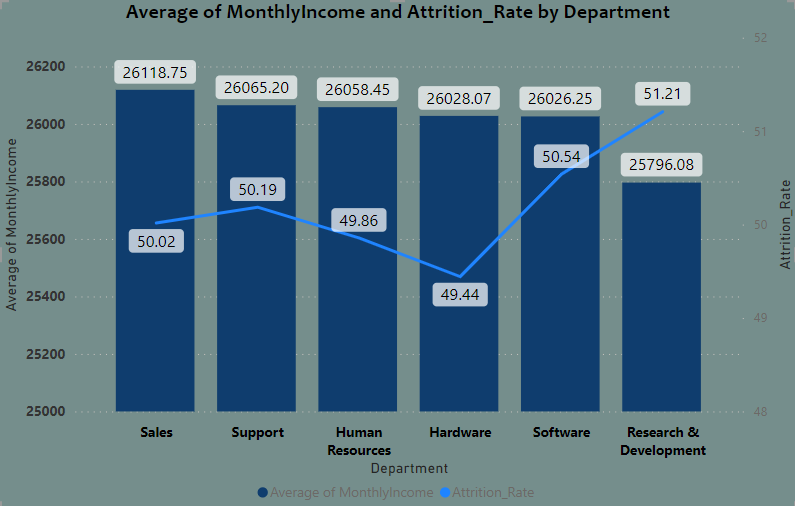 Average of MonthlyIncome and Attrition_Rate by Department
52
26200
26118.75
26065.20
26058.45
26028.07
26026.25
51.21
26000
51
50.54
25796.08
25800
50.19
49.86
50.02
50
25600
49.44
25400
49
25200
25000
48
Average of MonthlyIncome
Attrition_Rate
Sales
Support
Human
Resources
Hardware
Software
Research &
Development
Department
Average of MonthlyIncome
Attrition_Rate